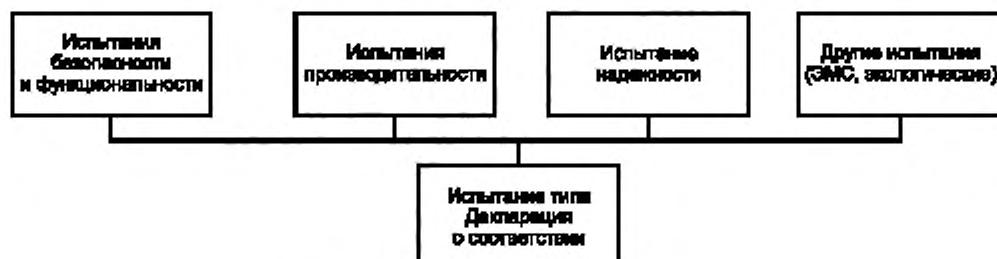 Испытания
безопасности
и функциональности
Испытания
производительности
Испытание
надежности
Другие испытания
(ЭМС, экологические)
Испытание типа
Декларация
о соответствии